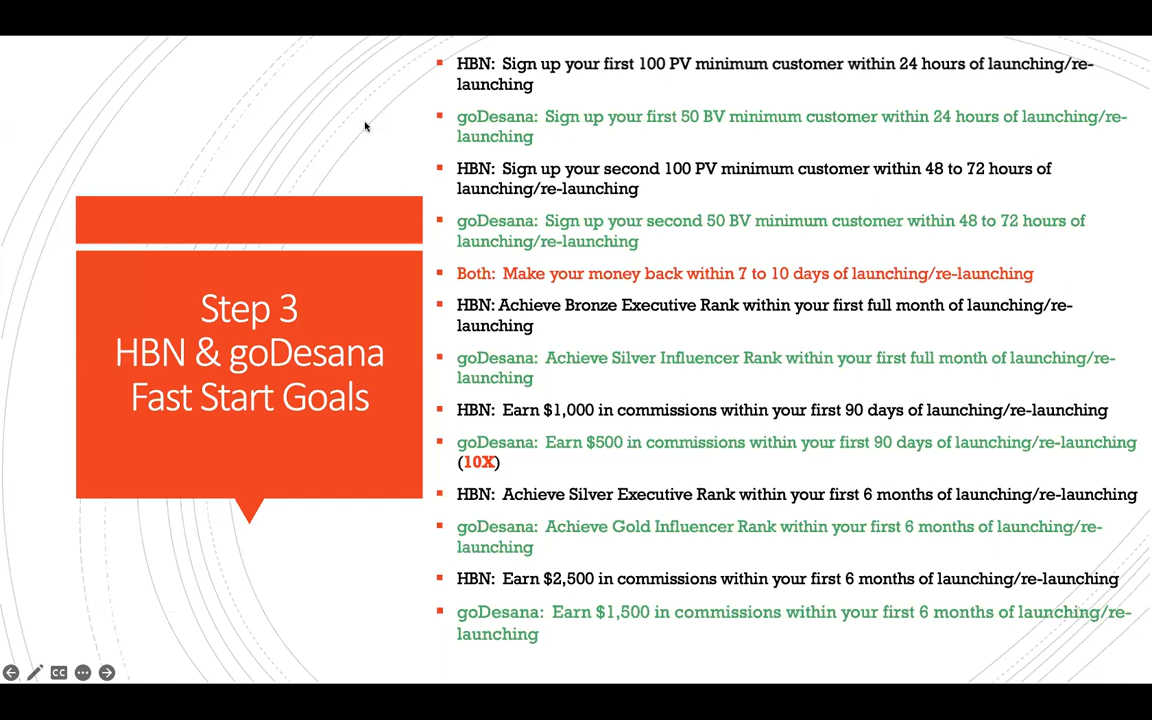 Step 3
HBN & goDesana
Fast Start Goals
HBN: Sign up your first 100 PV minimum customer within 24 hours of launching/re-
launching
goDesana: Sign up your first 50 BV minimum customer within 24 hours of launching/re-
launching
HBN: Sign up your second 100 PV minimum customer within 48 to 72 hours of
launching/re-launching
goDesana: Sign up your second 50 BV minimum customer within 48 to 72 hours of
launching/re-launching
Both: Make your money back within 7 to 10 days of launching/re-launching
HBN: Achieve Bronze Executive Rank within your first full month of launching/re-
launching
goDesana: Achieve Silver Influencer Rank within your first full month of launching/re-
launching
HBN: Earn $1,000 in commissions within your first 90 days of launching/re-launching
goDesana: Earn $500 in commissions within your first 90 days of launching/re-launching
(10X)
HBN: Achieve Silver Executive Rank within your first 6 months of launching/re-launching
goDesana: Achieve Gold Influencer Rank within your first 6 months of launching/re-
launching
HBN: Earn $2,500 in commissions within your first 6 months of launching/re-launching
goDesana: Earn $1,500 in commissions within your first 6 months of launching/re-
launching
CC